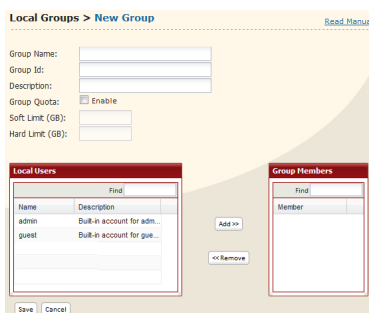 Local Groups > New Group
Read Manua
Group Name:
Group Id:
Description:
Group Quota: Enable
Soft Limit (GB):
Hard Limit (GB):
Local Users
Find
Name Description
admin Built-in account for adm...
guest Built-in account for gue...
Add >>
<< Remove
Group Members
Find
Member
Save Cancel